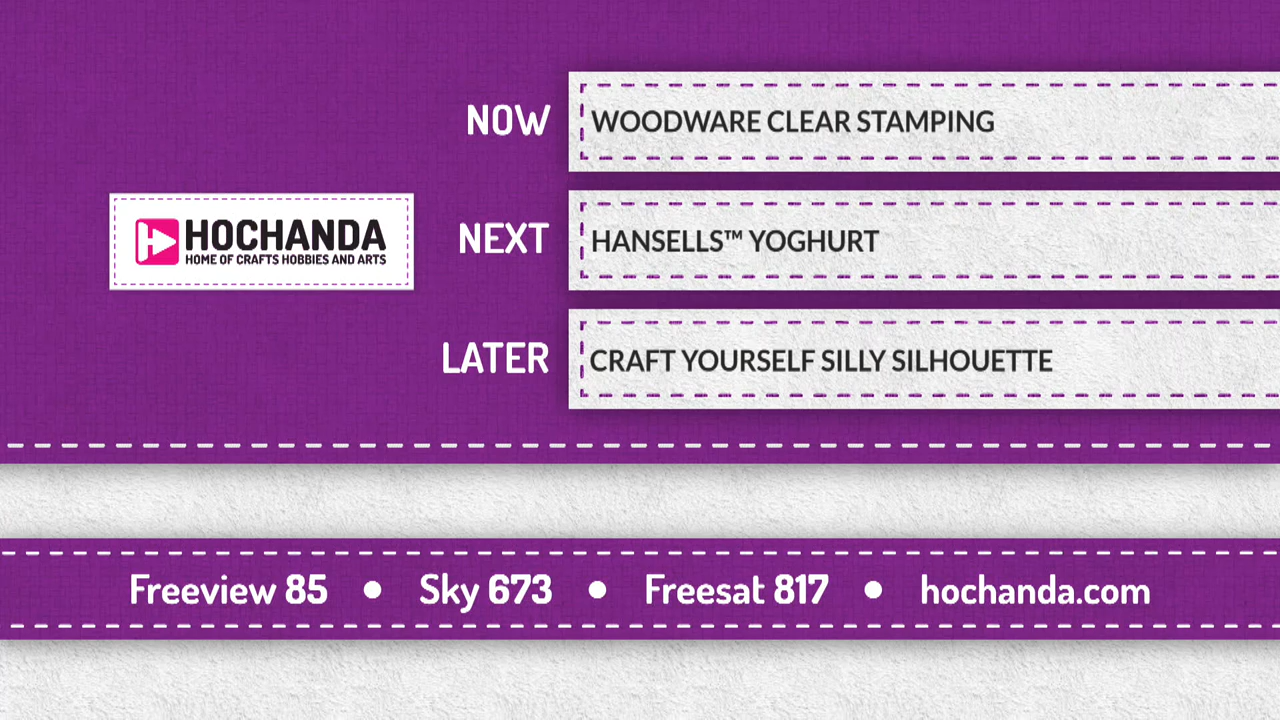 NOW
WOODWARE CLEAR STAMPING
HOCHANDA
HOME OF CRAFTS HOBBIES AND ARTS
NEXT
HANSELLS™ YOGHURT
LATER
CRAFT YOURSELF SILLY SILHOUETTE
Freeview 85 • Sky 673 • Freesat 817 • hochanda.com